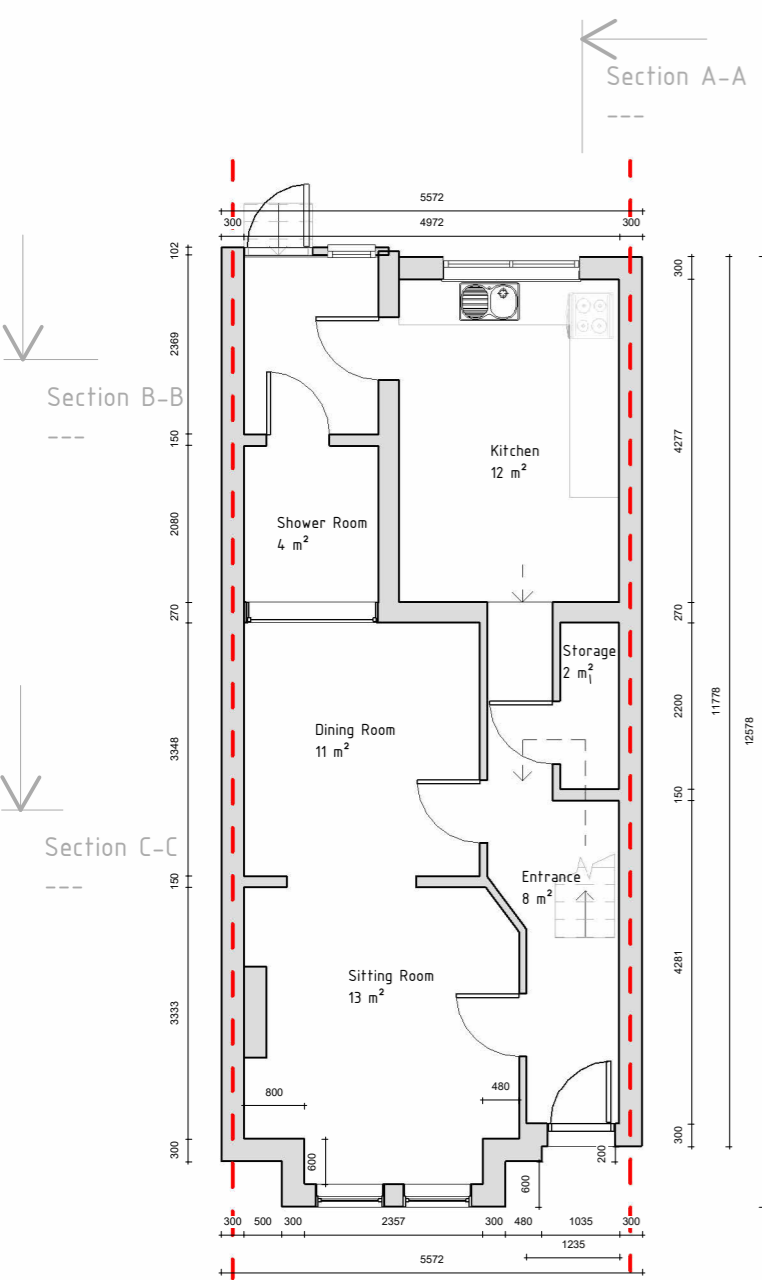 Section A-A
---
5572
300
4972
300
102
300
2369
Section B-B
---
150
4277
Kitchen
12 m²
2080
Shower Room
4 m²
270
270
Storage
2 m²
2200
11778
12578
3348
Dining Room
11 m²
150
Section C-C
---
150
Entrance
8 m²
4281
Sitting Room
13 m²
3333
800
480
300
600
200
300
600
300
500
300
2357
300
480
1035
300
1235
5572